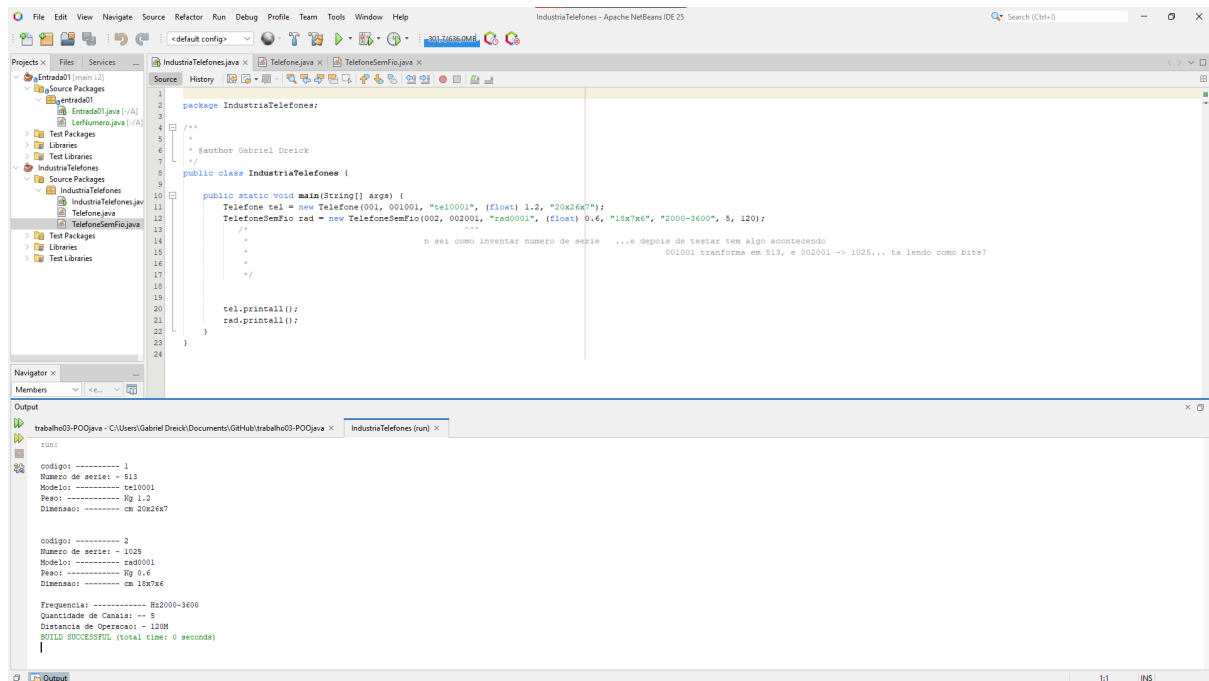 File Edit View Navigate Source Refactor Run Debug Profile Team Tools Window Help
IndustriaTelefones - Apache NetBeans IDE 25
Search (Ctrl+I)
<default config>
301,7/636,0MB
Projects × Files Services
IndustriaTelefones.java × Telefone.java × TelefoneSemFio.java ×
Source History
Entrada01 [main ↓2]
Source Packages
entrada01
Entrada01.java [-/A]
LerNumero.java [-/A]
Test Packages
Libraries
Test Libraries
IndustriaTelefones
Source Packages
IndustriaTelefones
IndustriaTelefones.jav
Telefone.java
TelefoneSemFio.java
Test Packages
Libraries
Test Libraries
Navigator ×
Members <e...
1
2 package IndustriaTelefones;
3
4 /**
5 *
6 * @author Gabriel Dreick
7 */
8 public class IndustriaTelefones {
9
10 public static void main(String[] args) {
11 Telefone tel = new Telefone(001, 001001, "tel0001", (float) 1.2, "20x26x7");
12 TelefoneSemFio rad = new TelefoneSemFio(002, 002001, "rad0001", (float) 0.6, "18x7x6", "2000-3600", 5, 120);
13 /* ^^^
14 * n sei como inventar numero de serie ...e depois de testar tem algo acontecendo
15 * 001001 tranforma em 513, e 002001 -> 1025... ta lendo como bits?
16 *
17 */
18
19
20 tel.printall();
21 rad.printall();
22 }
23 }
24
Output
trabalho03-POOjava - C:\Users\Gabriel Dreick\Documents\GitHub\trabalho03-POOjava × IndustriaTelefones (run) ×
run:
codigo: ---------- 1
Numero de serie: - 513
Modelo: ---------- tel0001
Peso: ------------ Kg 1.2
Dimensao: -------- cm 20x26x7
codigo: ---------- 2
Numero de serie: - 1025
Modelo: ---------- rad0001
Peso: ------------ Kg 0.6
Dimensao: -------- cm 18x7x6
Frequencia: ------------ Hz2000-3600
Quantidade de Canais: -- 5
Distancia de Operacao: - 120M
BUILD SUCCESSFUL (total time: 0 seconds)
Output
1:1 INS